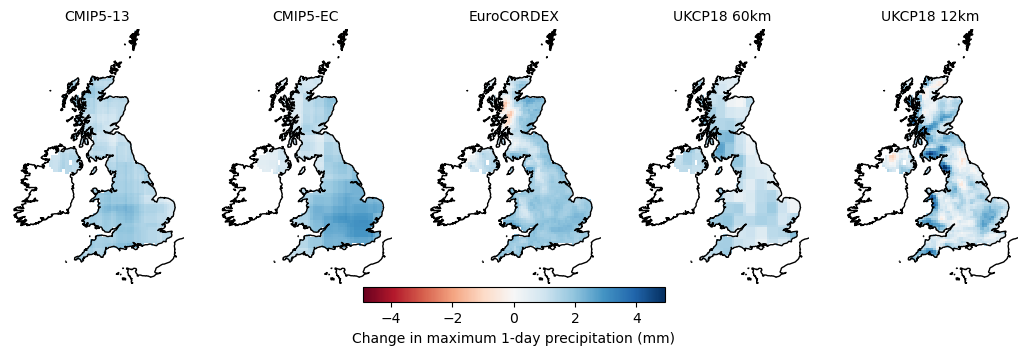 CMIP5-13 CMIP5-EC EuroCORDEX UKCP18 60km UKCP18 12km
−4 −2 0 2 4
Change in maximum 1-day precipitation (mm)